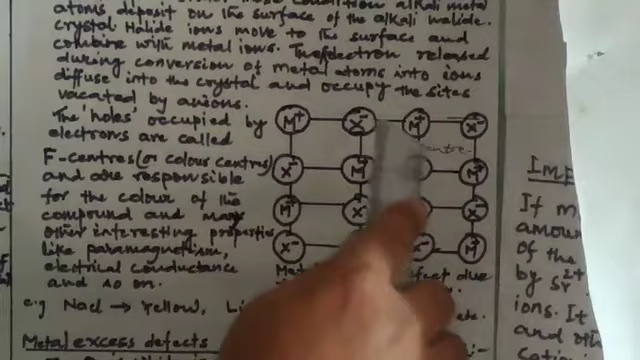 condition alkali metal
atoms deposit on the surface of the alkali halide.
crystal Halide ions move to the surface and
combine with metal ions. The electron released
during conversion of metal atoms into ions
diffuse into the crystal and occupy the sites
vacated by anions.
The 'holes' occupied by
electrons are called
F-centres (or colour centres)
and are responsible
for the colour of the
compound and many
other interesting properties
like paramagnetism,
electrical conductance
and so on.
M+ X- M+ X-
X- M+ M+
M+ X- X-
X- X- M+
due
e.g Nacl → Yellow,
Metal excess defects
If
amoun
of the
by Sr2+
ions. It
and